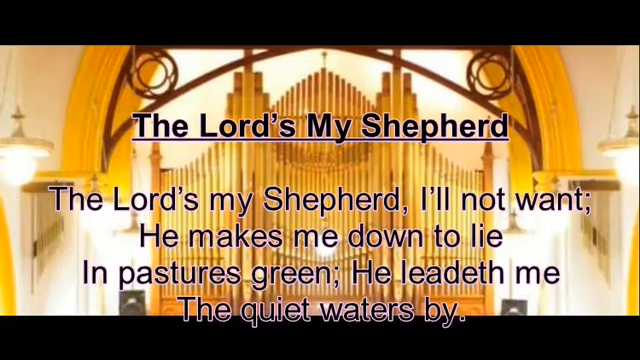 The Lord's My Shepherd
The Lord's my Shepherd, I'll not want;
He makes me down to lie
In pastures green; He leadeth me
The quiet waters by.